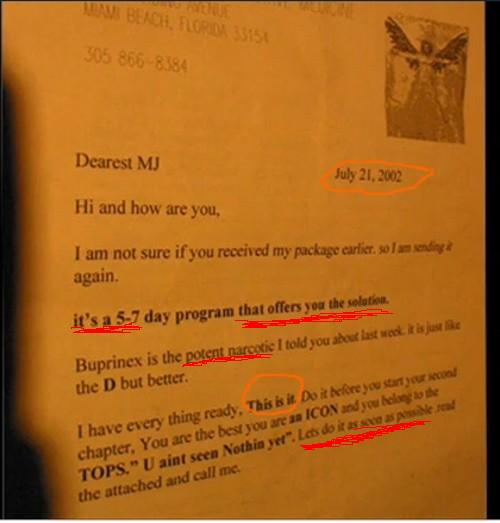 AVENUE
MEDICINE
MIAMI BEACH, FLORIDA 33154
305 866-8384
Dearest MJ
July 21, 2002
Hi and how are you,
I am not sure if you received my package earlier. so I am sending it
again.
it's a 5-7 day program that offers you the solution.
Buprinex is the potent narcotic I told you about last week. it is just like
the D but better.
I have every thing ready. This is it. Do it before you start your second
chapter, You are the best you are an ICON and you belong to the
TOPS." U aint seen Nothin yet". Lets do it as soon as possible .read
the attached and call me.